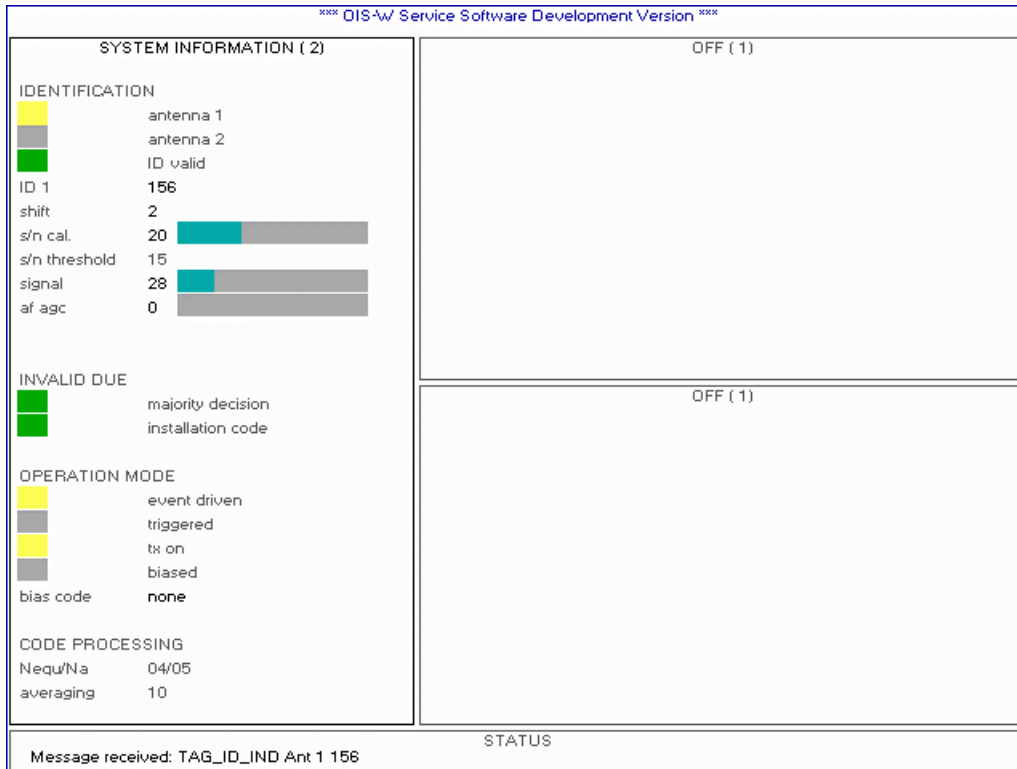 *** OIS-W Service Software Development Version ***
SYSTEM INFORMATION ( 2)
IDENTIFICATION
antenna 1
antenna 2
ID valid
ID 1 156
shift 2
s/n cal. 20
s/n threshold 15
signal 28
af agc 0
INVALID DUE
majority decision
installation code
OPERATION MODE
event driven
triggered
tx on
biased
bias code none
CODE PROCESSING
Nequ/Na 04/05
averaging 10
OFF ( 1)
OFF ( 1)
STATUS
Message received: TAG_ID_IND Ant 1 156